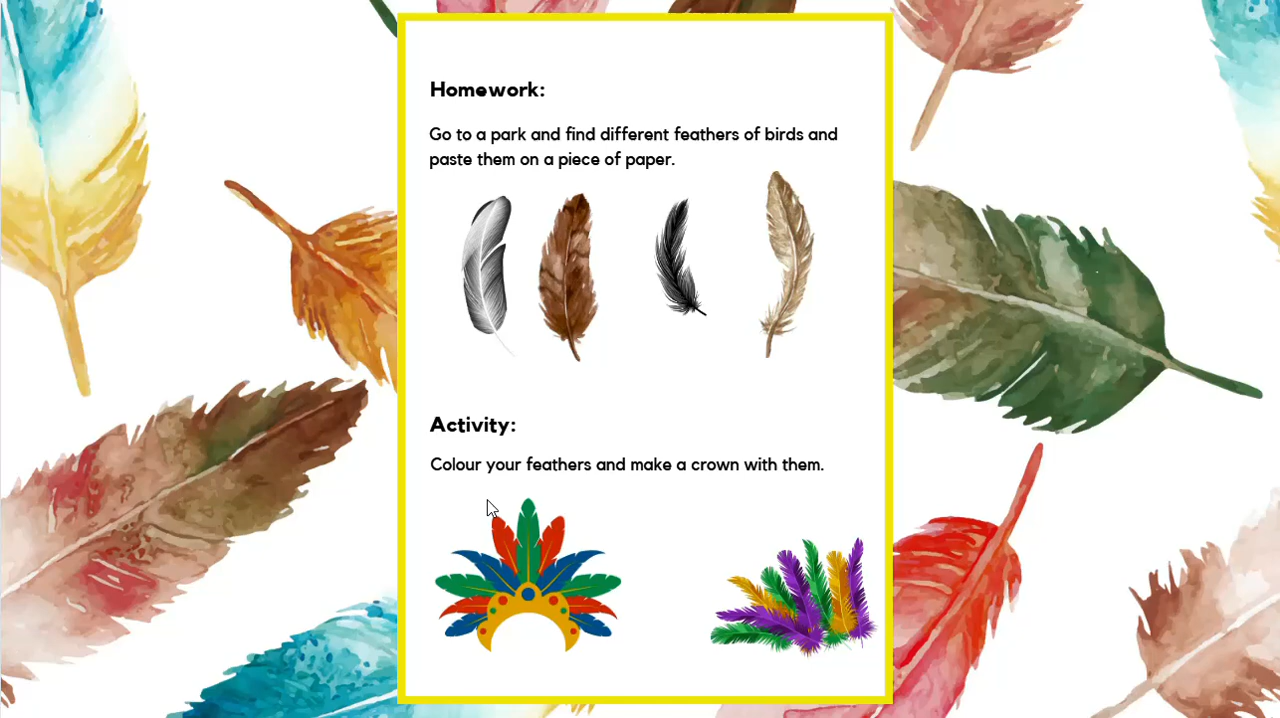 Homework:
Go to a park and find different feathers of birds and
paste them on a piece of paper.
Activity:
Colour your feathers and make a crown with them.